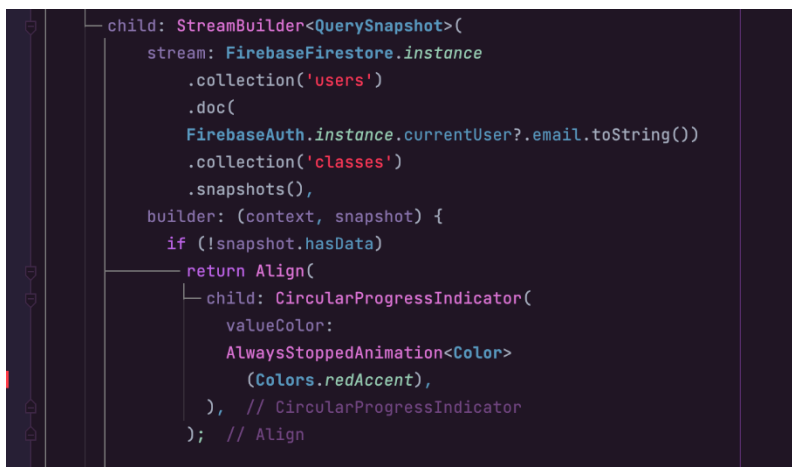 child: StreamBuilder<QuerySnapshot>(
stream: FirebaseFirestore.instance
.collection('users')
.doc(
FirebaseAuth.instance.currentUser?.email.toString())
.collection('classes')
.snapshots(),
builder: (context, snapshot) {
if (!snapshot.hasData)
return Align(
child: CircularProgressIndicator(
valueColor:
AlwaysStoppedAnimation<Color>
(Colors.redAccent),
), // CircularProgressIndicator
); // Align